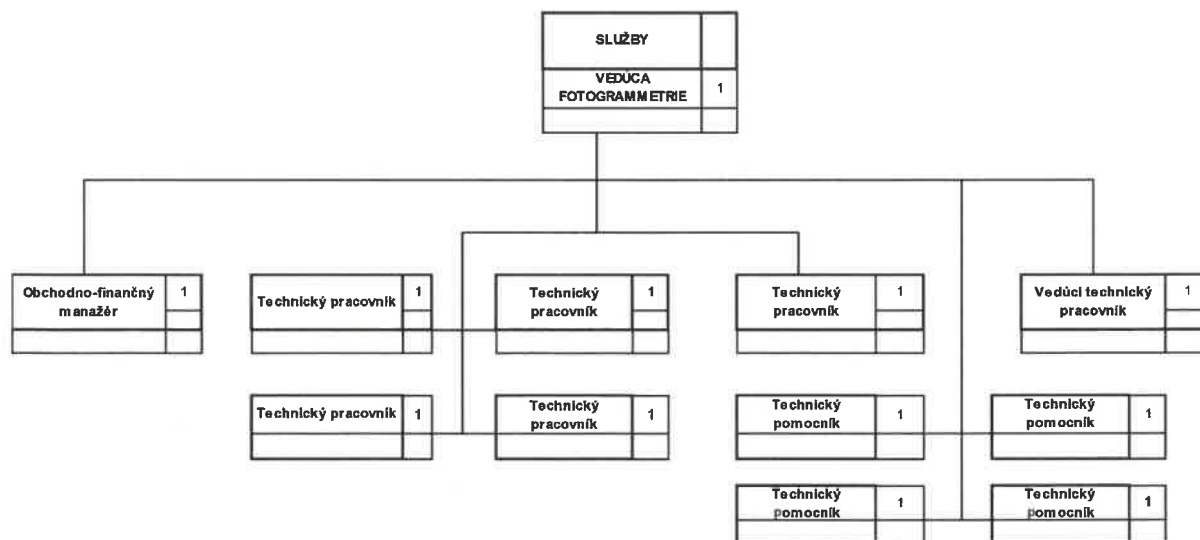 SLUŽBY
VEDÚCA
FOTOGRAMMETRIE
1
Obchodno-finančný
manažér
1
Technický pracovník
1
Technický
pracovník
1
Technický
pracovník
1
Vedúci technický
pracovník
1
Technický pracovník
1
Technický
pracovník
1
Technický
pomocník
1
Technický
pomocník
1
Technický
pomocník
1
Technický
pomocník
1